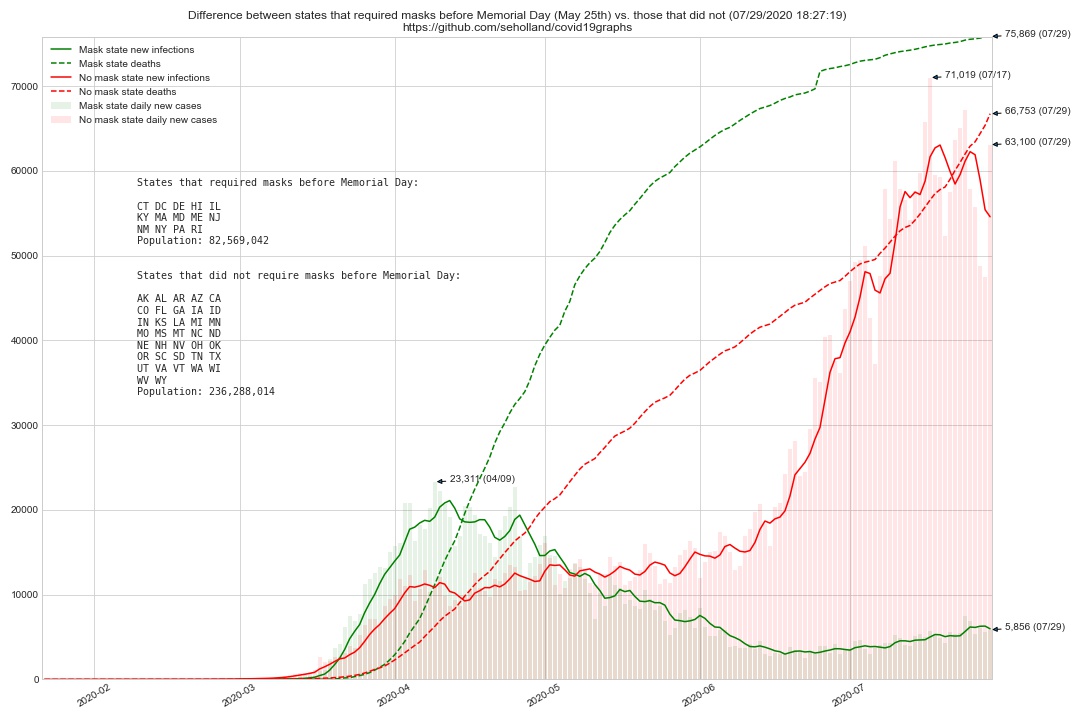 Difference between states that required masks before Memorial Day (May 25th) vs. those that did not (07/29/2020 18:27:19)
https://github.com/seholland/covid19graphs
Mask state new infections
Mask state deaths
No mask state new infections
No mask state deaths
Mask state daily new cases
No mask state daily new cases
States that required masks before Memorial Day:
CT DC DE HI IL
KY MA MD ME NJ
NM NY PA RI
Population: 82,569,042
States that did not require masks before Memorial Day:
AK AL AR AZ CA
CO FL GA IA ID
IN KS LA MI MN
MO MS MT NC ND
NE NH NV OH OK
OR SC SD TN TX
UT VA VT WA WI
WV WY
Population: 236,288,014
75,869 (07/29)
71,019 (07/17)
66,753 (07/29)
63,100 (07/29)
23,311 (04/09)
5,856 (07/29)
70000
60000
50000
40000
30000
20000
10000
0
2020-02
2020-03
2020-04
2020-05
2020-06
2020-07